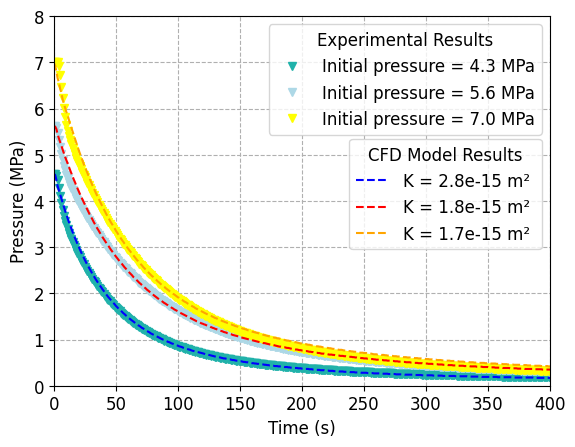 8
7
6
5
4
3
2
1
0
Pressure (MPa)
Experimental Results
Initial pressure = 4.3 MPa
Initial pressure = 5.6 MPa
Initial pressure = 7.0 MPa
CFD Model Results
K = 2.8e-15 m²
K = 1.8e-15 m²
K = 1.7e-15 m²
0 50 100 150 200 250 300 350 400
Time (s)